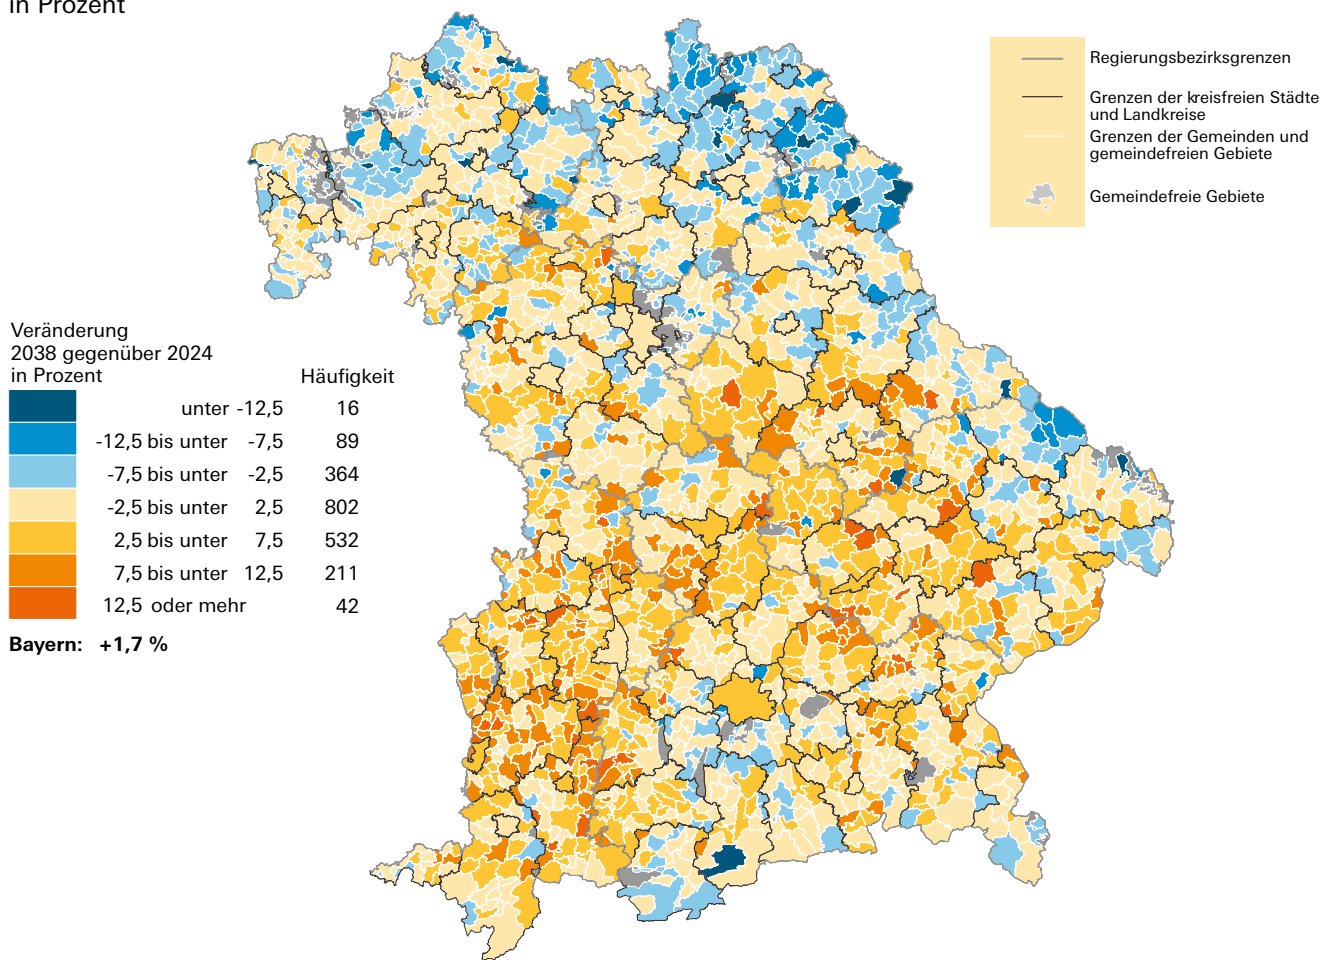 in Prozent
Regierungsbezirksgrenzen
Grenzen der kreisfreien Städte
und Landkreise
Grenzen der Gemeinden und
gemeindefreien Gebiete
Gemeindefreie Gebiete
Veränderung
2038 gegenüber 2024
in Prozent Häufigkeit
unter -12,5 16
-12,5 bis unter -7,5 89
-7,5 bis unter -2,5 364
-2,5 bis unter 2,5 802
2,5 bis unter 7,5 532
7,5 bis unter 12,5 211
12,5 oder mehr 42
Bayern: +1,7 %